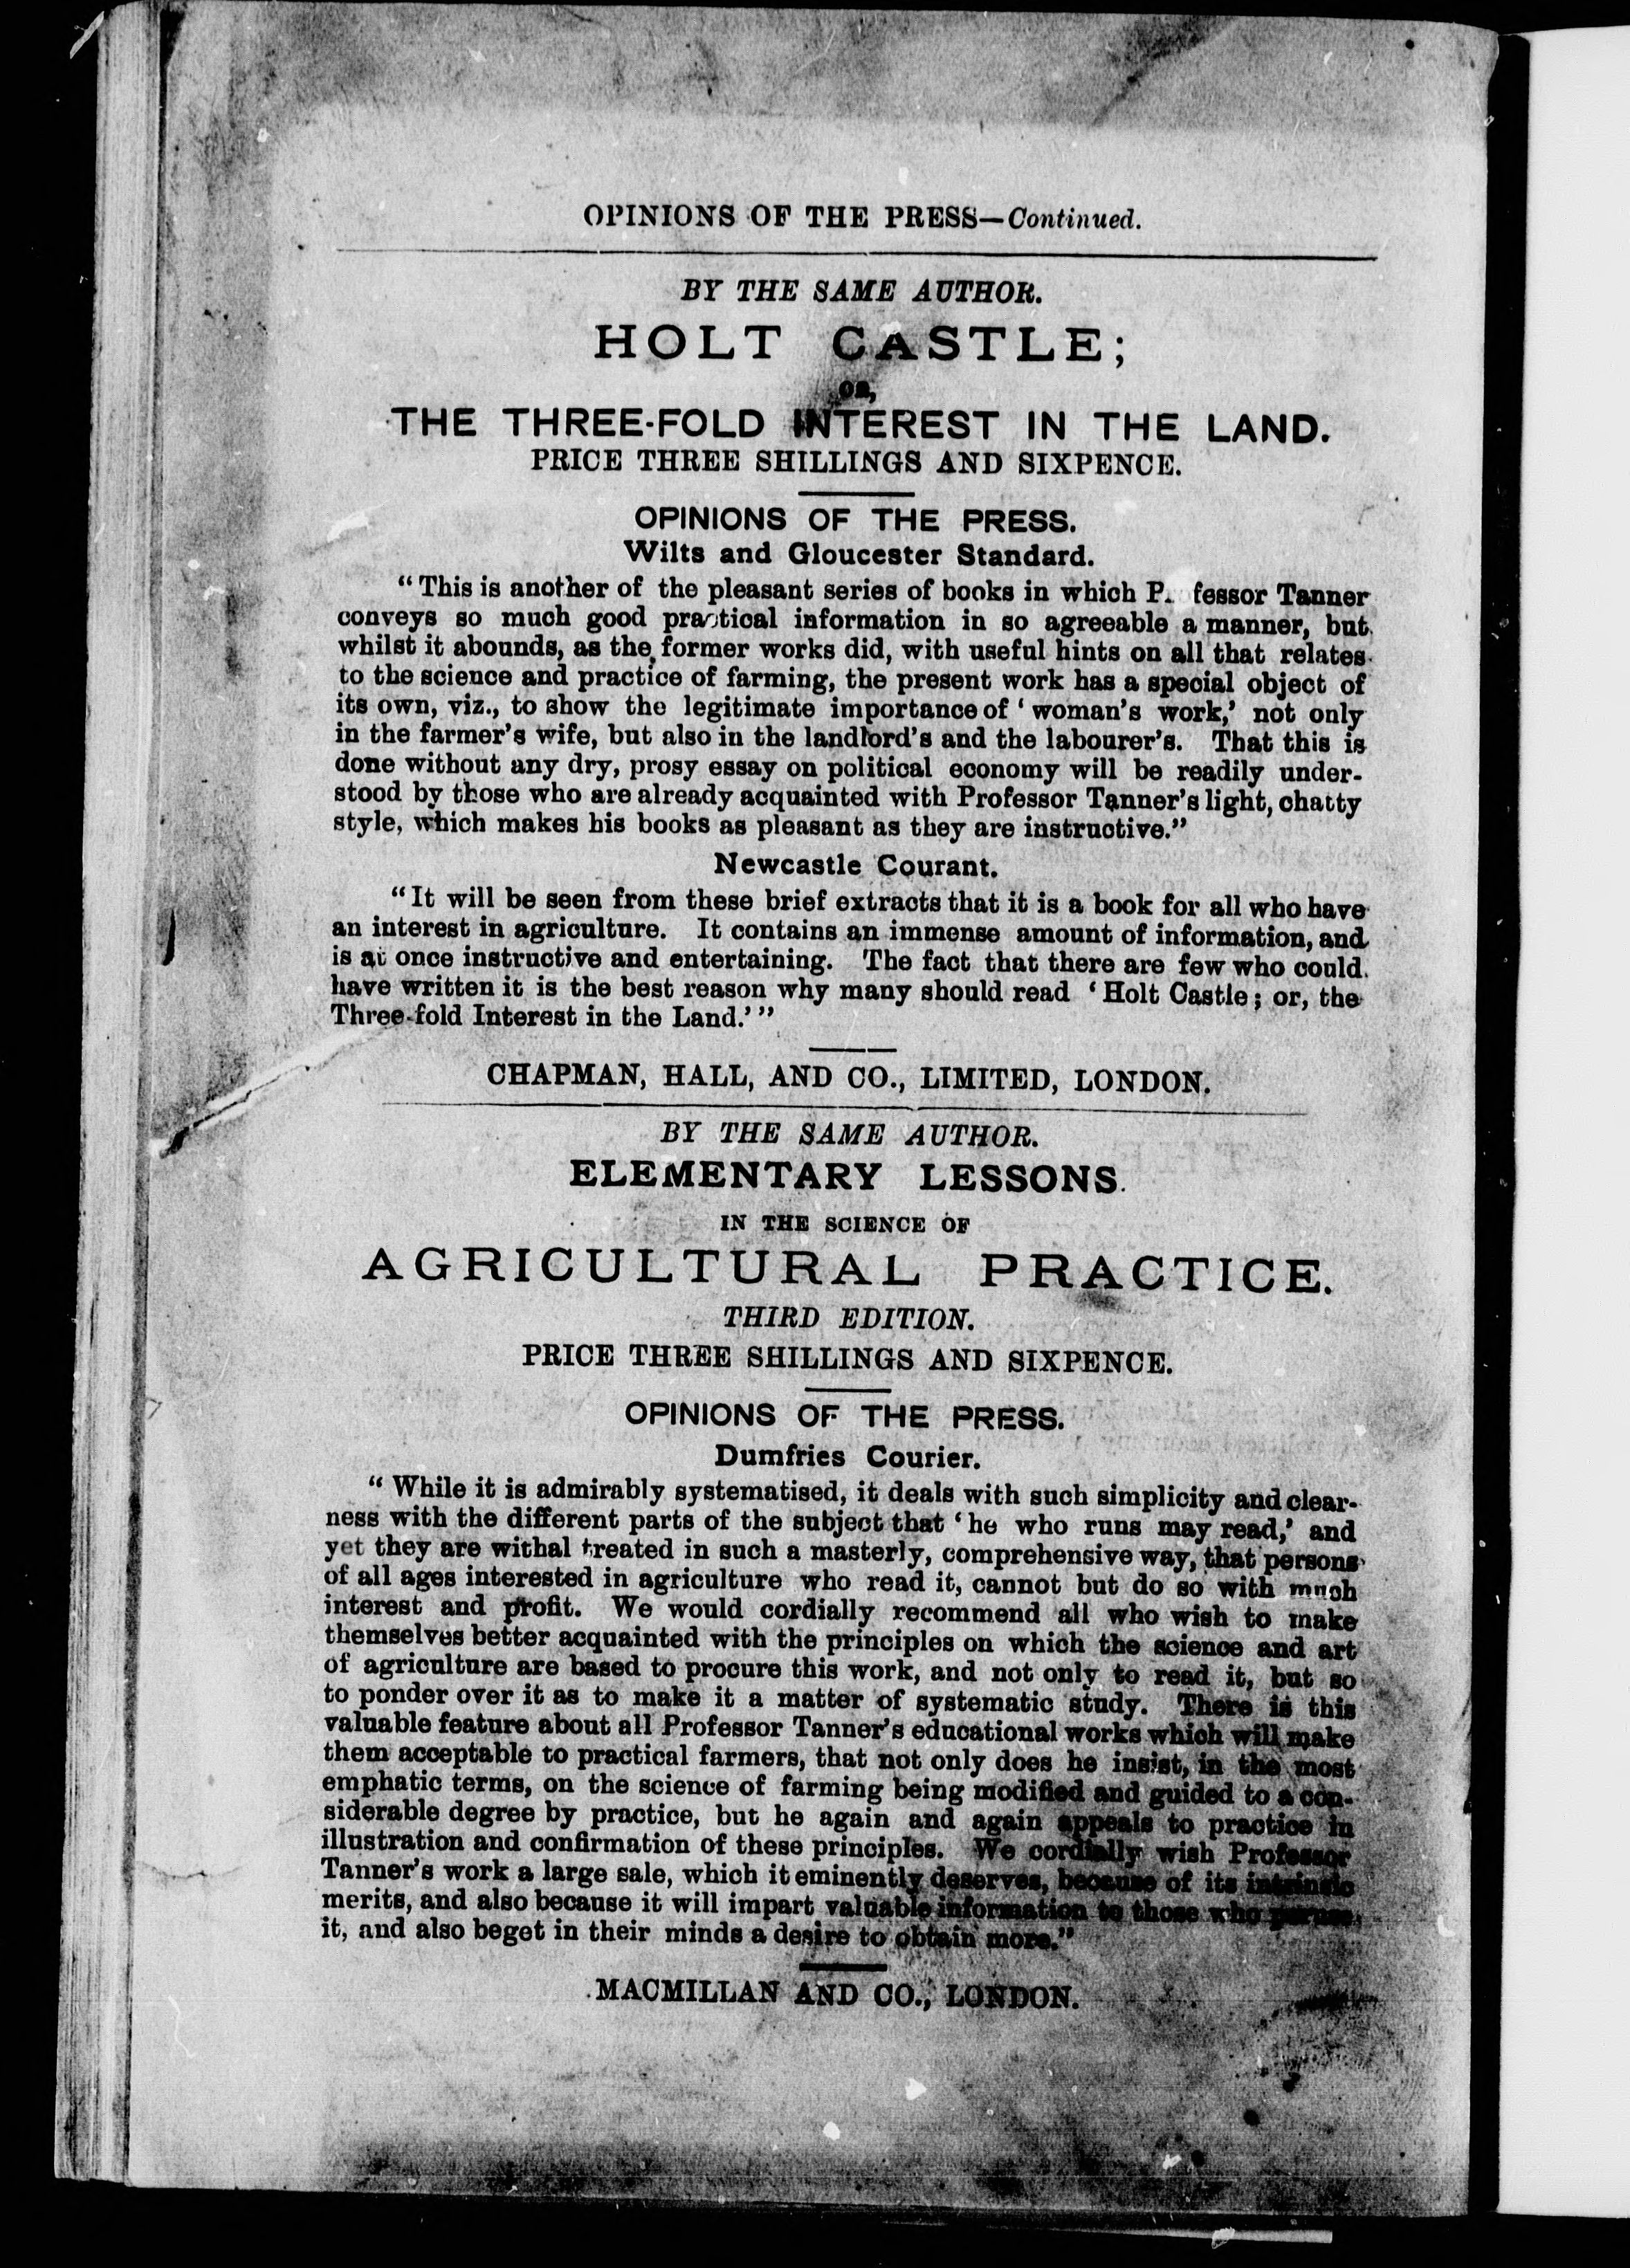 OPINIONS OF THE PRESS—Continued.
BY THE SAME AUTHOR.
HOLT CASTLE;
OR,
THE THREE-FOLD INTEREST IN THE LAND.
PRICE THREE SHILLINGS AND SIXPENCE.
OPINIONS OF THE PRESS.
Wilts and Gloucester Standard.
"This is another of the pleasant series of books in which Professor Tanner
conveys so much good practical information in so agreeable a manner, but
whilst it abounds, as the former works did, with useful hints on all that relates
to the science and practice of farming, the present work has a special object of
its own, viz., to show the legitimate importance of 'woman's work,' not only
in the farmer's wife, but also in the landlord's and the labourer's. That this is
done without any dry, prosy essay on political economy will be readily under-
stood by those who are already acquainted with Professor Tanner's light, chatty
style, which makes his books as pleasant as they are instructive."
Newcastle Courant.
"It will be seen from these brief extracts that it is a book for all who have
an interest in agriculture. It contains an immense amount of information, and
is at once instructive and entertaining. The fact that there are few who could
have written it is the best reason why many should read 'Holt Castle; or, the
Three-fold Interest in the Land.'"
CHAPMAN, HALL, AND CO., LIMITED, LONDON.
BY THE SAME AUTHOR.
ELEMENTARY LESSONS
IN THE SCIENCE OF
AGRICULTURAL PRACTICE.
THIRD EDITION.
PRICE THREE SHILLINGS AND SIXPENCE.
OPINIONS OF THE PRESS.
Dumfries Courier.
"While it is admirably systematised, it deals with such simplicity and clear-
ness with the different parts of the subject that 'he who runs may read,' and
yet they are withal treated in such a masterly, comprehensive way, that persons
of all ages interested in agriculture who read it, cannot but do so with much
interest and profit. We would cordially recommend all who wish to make
themselves better acquainted with the principles on which the science and art
of agriculture are based to procure this work, and not only to read it, but so
to ponder over it as to make it a matter of systematic study. There is this
valuable feature about all Professor Tanner's educational works which will make
them acceptable to practical farmers, that not only does he insist, in the most
emphatic terms, on the science of farming being modified and guided to a con-
siderable degree by practice, but he again and again appeals to practice in
illustration and confirmation of these principles. We cordially wish Professor
Tanner's work a large sale, which it eminently deserves, because of its intrinsic
merits, and also because it will impart valuable information to those who peruse
it, and also beget in their minds a desire to obtain more."
MACMILLAN AND CO., LONDON.